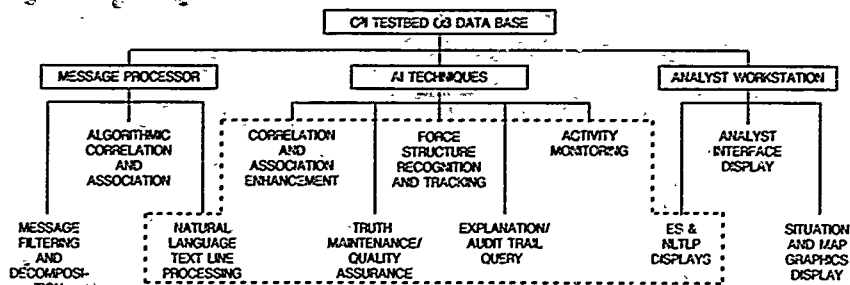 TESTBED DATA BASE
MESSAGE PROCESSOR
AI TECHNIQUES
ANALYST WORKSTATION
ALGORITHMIC
CORRELATION
AND
ASSOCIATION
CORRELATION
AND
ASSOCIATION
ENHANCEMENT
FORCE
STRUCTURE
RECOGNITION
AND TRACKING
ACTIVITY
MONITORING
ANALYST
INTERFACE
DISPLAY
MESSAGE
FILTERING
AND
DECOMPOSI-
NATURAL
LANGUAGE
TEXT LINE
PROCESSING
TRUTH
MAINTENANCE/
QUALITY
ASSURANCE
EXPLANATION/
AUDIT TRAIL
QUERY
ES &
NLTLP
DISPLAYS
SITUATION
AND MAP
GRAPHICS
DISPLAY